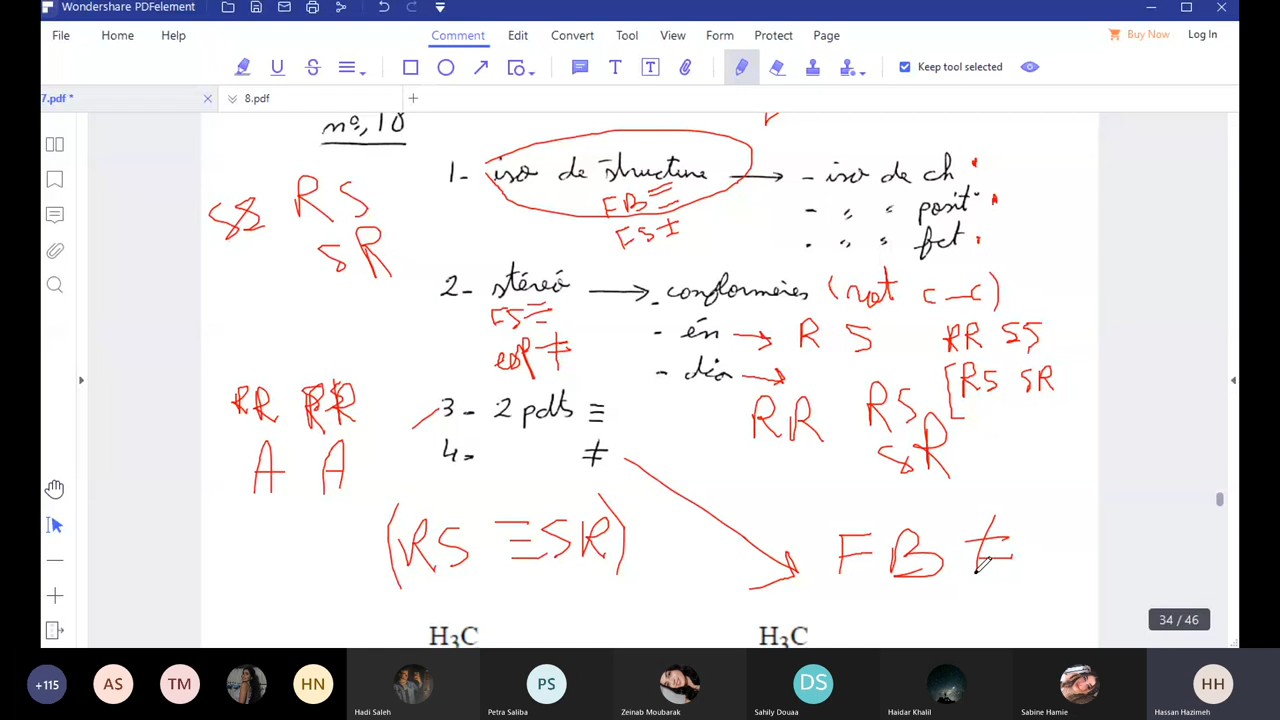 Wondershare PDFelement
File Home Help Comment Edit Convert Tool View Form Protect Page Buy Now Log In
T T Keep tool selected
7.pdf * 8.pdf
no, 10
1- iso de structure → - iso de ch
FB =
FS ≠
- " " posit°
- " " fct
SS RS
SR
2- stéréo → - conformères (rot C-C)
FS =
esp ≠
- én → R S RR SS
- dia → RR RS [RS SR
SR
RR RR
A A
3- 2 pdts ≡
4- ≠
(RS ≡ SR) FB ≠
34 / 46
H3C H3C
+115 AS TM HN PS DS HH
Hadi Saleh Petra Saliba Zeinab Moubarak Sahily Douaa Haidar Khalil Sabine Hamie Hassan Hazimeh